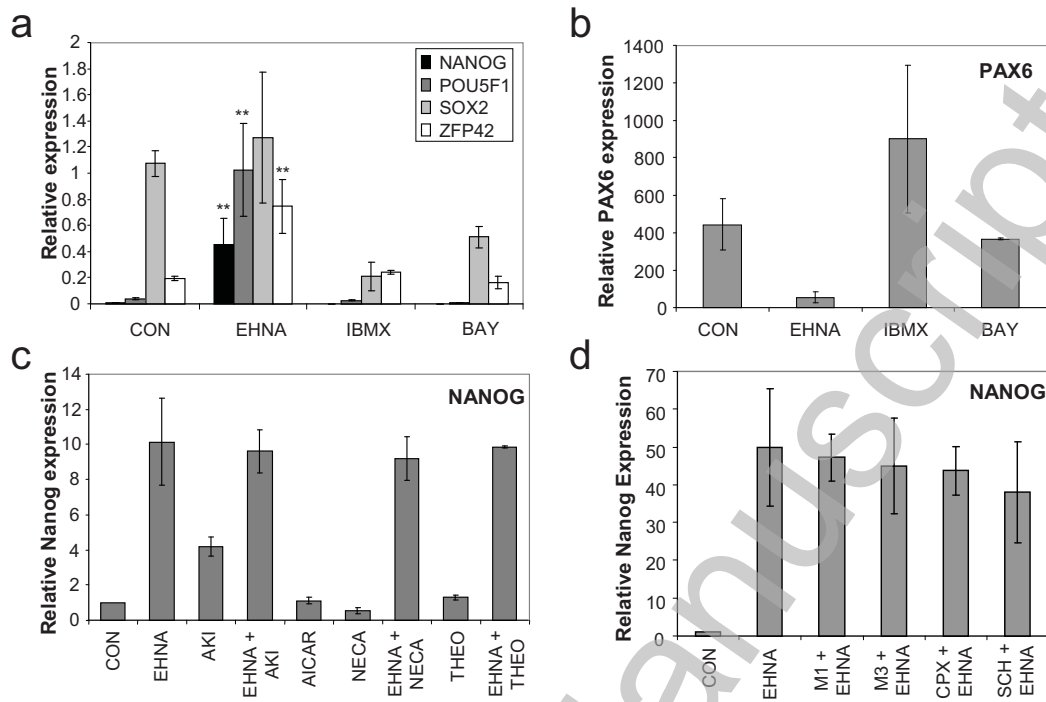 a
Relative expression
2
1.8
1.6
1.4
1.2
1
0.8
0.6
0.4
0.2
0
NANOG
POU5F1
SOX2
ZFP42
**
**
**
CON EHNA IBMX BAY
b
Relative PAX6 expression
1400
1200
1000
800
600
400
200
0
PAX6
CON EHNA IBMX BAY
c
Relative Nanog expression
14
12
10
8
6
4
2
0
NANOG
CON
EHNA
AKI
EHNA +
AKI
AICAR
NECA
EHNA +
NECA
THEO
EHNA +
THEO
d
Relative Nanog Expression
70
60
50
40
30
20
10
0
NANOG
CON
EHNA
M1 +
EHNA
M3 +
EHNA
CPX +
EHNA
SCH +
EHNA
anuscript